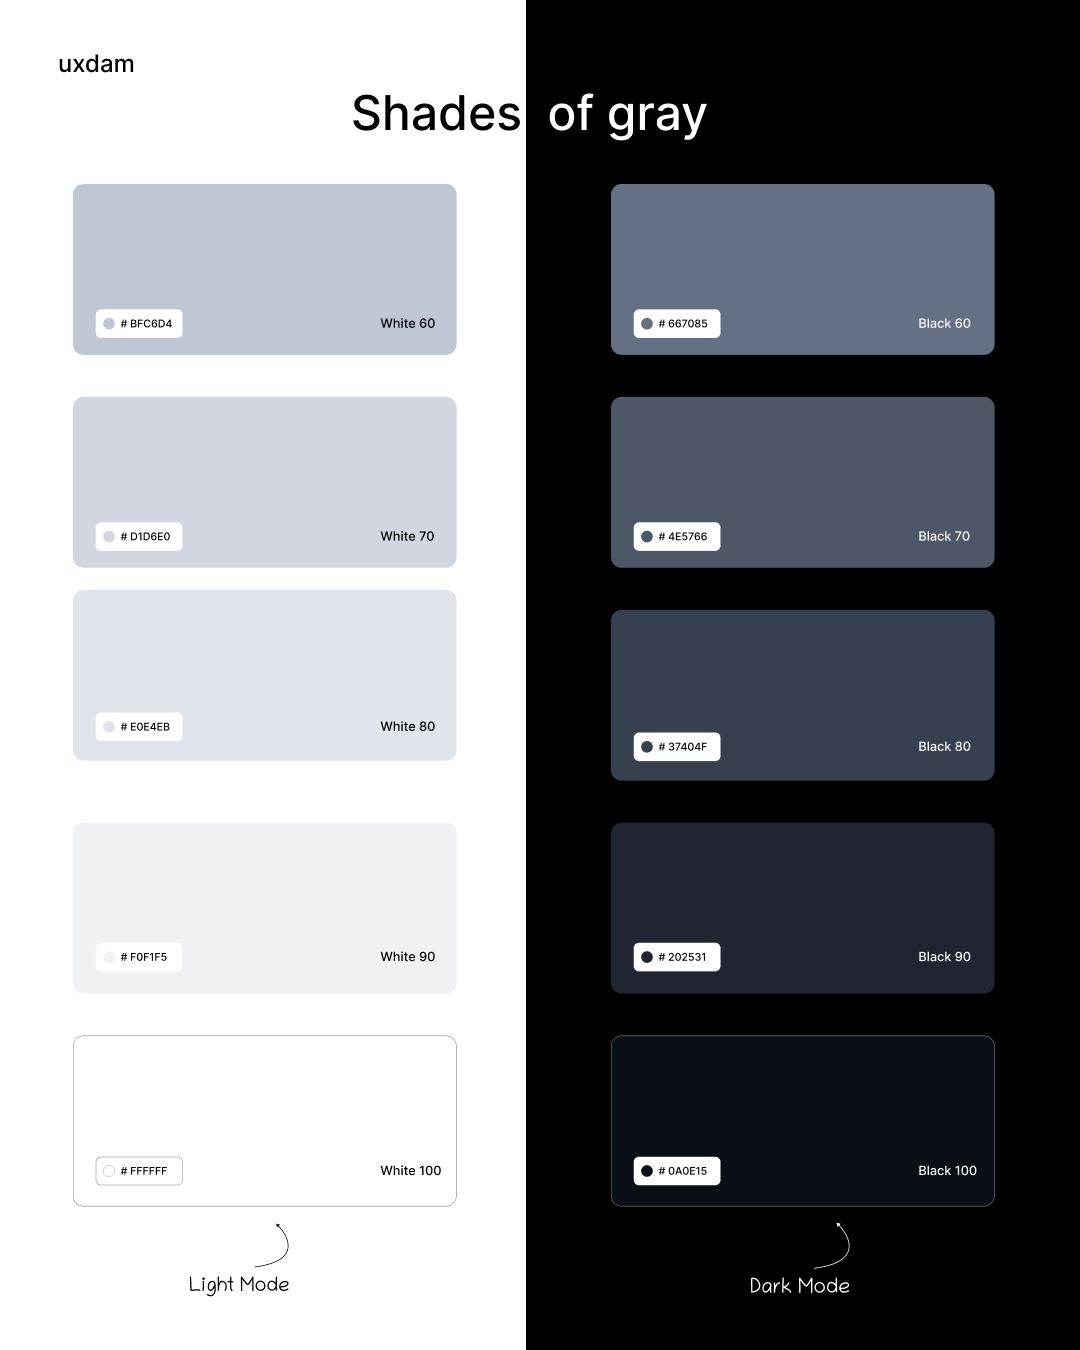 uxdam
Shades of gray
# BFC6D4
White 60
# 667085
Black 60
# D1D6E0
White 70
# 4E5766
Black 70
# E0E4EB
White 80
# 37404F
Black 80
# F0F1F5
White 90
# 202531
Black 90
# FFFFFF
White 100
# 0A0E15
Black 100
Light Mode
Dark Mode